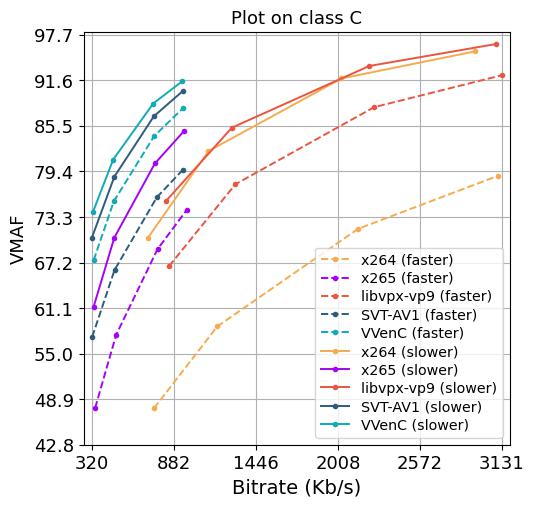 Plot on class C
VMAF
97.7
91.6
85.5
79.4
73.3
67.2
61.1
55.0
48.9
42.8
x264 (faster)
x265 (faster)
libvpx-vp9 (faster)
SVT-AV1 (faster)
VVenC (faster)
x264 (slower)
x265 (slower)
libvpx-vp9 (slower)
SVT-AV1 (slower)
VVenC (slower)
320 882 1446 2008 2572 3131
Bitrate (Kb/s)